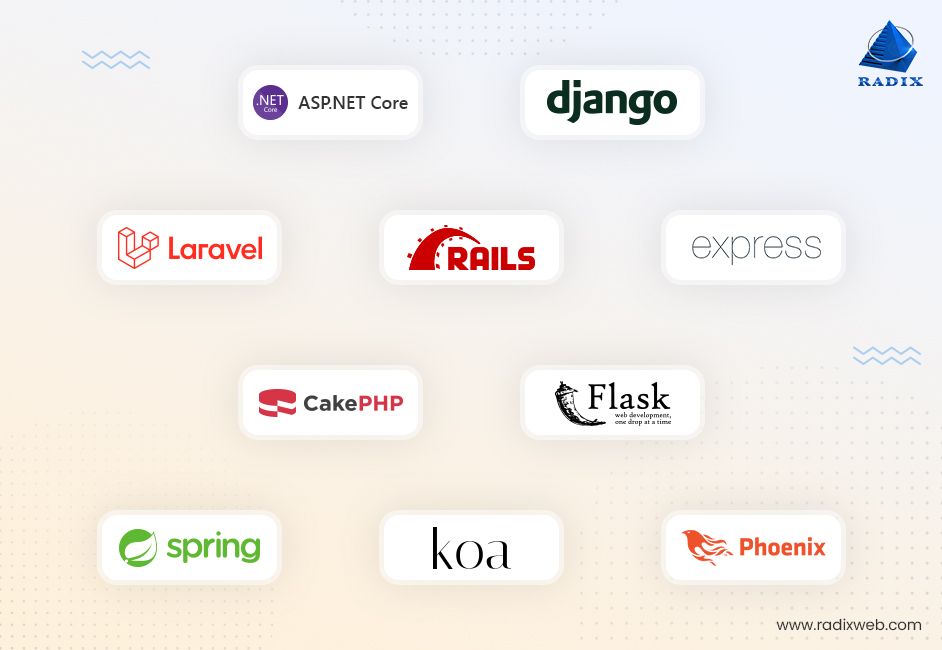 RADIX
.NET
Core
ASP.NET Core
django
Laravel
RAILS
express
CakePHP
Flask
web development,
one drop at a time
spring
koa
Phoenix
www.radixweb.com